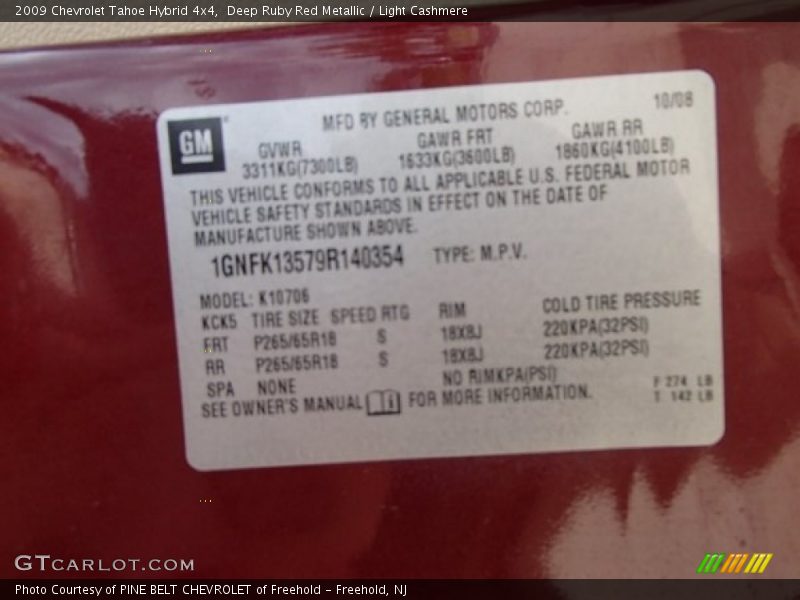 2009 Chevrolet Tahoe Hybrid 4x4, Deep Ruby Red Metallic / Light Cashmere
MFD BY GENERAL MOTORS CORP. 10/08
GM
GVWR GAWR FRT GAWR RR
3311KG(7300LB) 1633KG(3600LB) 1860KG(4100LB)
THIS VEHICLE CONFORMS TO ALL APPLICABLE U.S. FEDERAL MOTOR
VEHICLE SAFETY STANDARDS IN EFFECT ON THE DATE OF
MANUFACTURE SHOWN ABOVE.
1GNFK13579R140354 TYPE: M.P.V.
MODEL: K10706
KCK5 TIRE SIZE SPEED RTG RIM COLD TIRE PRESSURE
FRT P265/65R18 S 18X8J 220KPA(32PSI)
RR P265/65R18 S 18X8J 220KPA(32PSI)
SPA NONE NO RIMKPA(PSI)
SEE OWNER'S MANUAL FOR MORE INFORMATION.
F 274 LB
T 142 LB
GTCARLOT.COM
Photo Courtesy of PINE BELT CHEVROLET of Freehold - Freehold, NJ